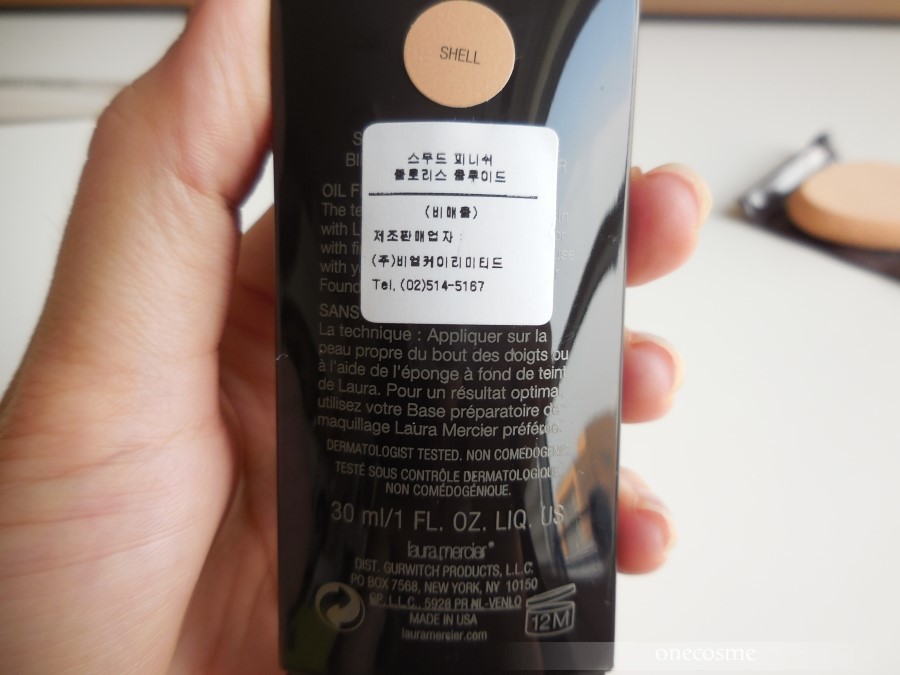 SHELL
스무드 피니쉬
플로리스 플루이드
(비매품)
제조판매업자 :
(주)비엘케이리미티드
Tel. (02)514-5167
OIL
The
with
with
with
Found
SANS
La technique : Appliquer sur la
peau propre du bout des doigts ou
à l'aide de l'éponge à fond de teint
de Laura. Pour un résultat optimal,
utilisez votre Base préparatoire de
maquillage Laura Mercier préférée.
DERMATOLOGIST TESTED. NON COMEDOGENIC.
TESTÉ SOUS CONTRÔLE DERMATOLOGIQUE.
NON COMÉDOGÉNIQUE.
30 ml/1 FL. OZ. LIQ. US
laura mercier®
DIST. GURWITCH PRODUCTS, L.L.C.
PO BOX 7568, NEW YORK, NY 10150
GP, L.L.C., 5928 PR NL-VENLO
MADE IN USA
12M
lauramercier.com
onecosme